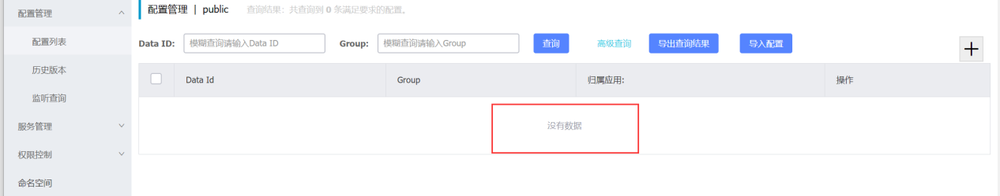 配置管理
配置列表
历史版本
监听查询
服务管理
权限控制
命名空间
配置管理 | public 查询结果：共查询到 0 条满足要求的配置。
Data ID: 模糊查询请输入Data ID Group: 模糊查询请输入Group 查询 高级查询 导出查询结果 导入配置
Data Id Group 归属应用: 操作
没有数据